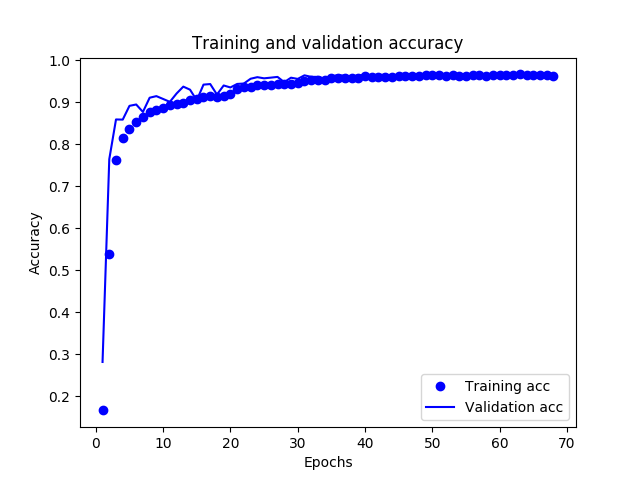 Training and validation accuracy
1.0
0.9
0.8
0.7
0.6
0.5
0.4
0.3
0.2
Accuracy
Training acc
Validation acc
0 10 20 30 40 50 60 70
Epochs